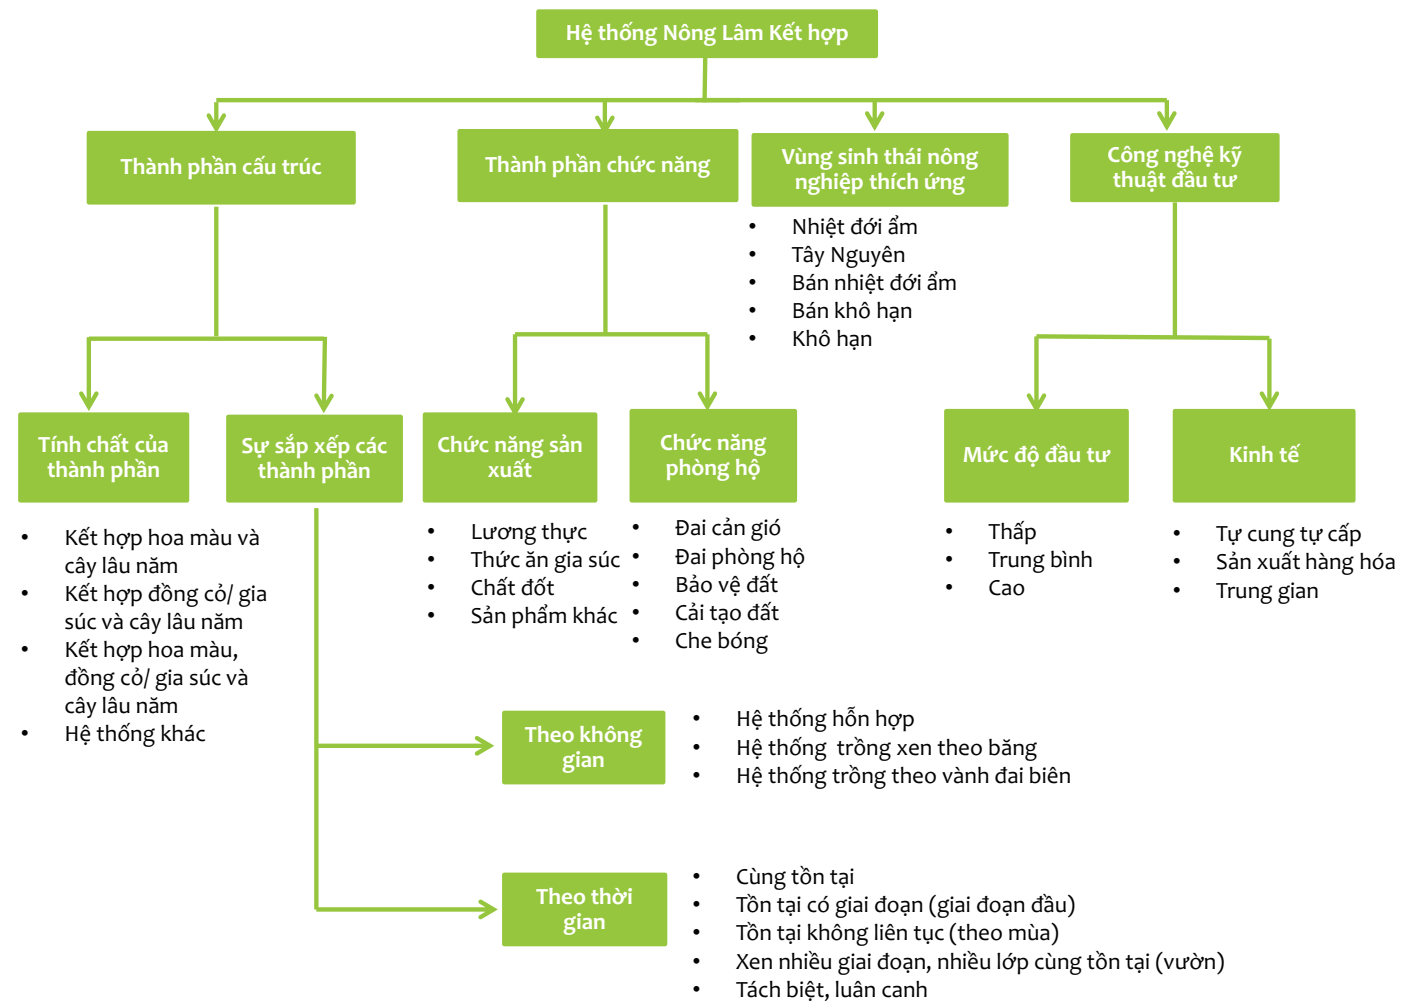 Hệ thống Nông Lâm Kết hợp
Thành phần cấu trúc
Thành phần chức năng
Vùng sinh thái nông
nghiệp thích ứng
Công nghệ kỹ
thuật đầu tư
• Nhiệt đới ẩm
• Tây Nguyên
• Bán nhiệt đới ẩm
• Bán khô hạn
• Khô hạn
Tính chất của
thành phần
Sự sắp xếp các
thành phần
Chức năng sản
xuất
Chức năng
phòng hộ
Mức độ đầu tư
Kinh tế
• Kết hợp hoa màu và
cây lâu năm
• Kết hợp đồng cỏ/ gia
súc và cây lâu năm
• Kết hợp hoa màu,
đồng cỏ/ gia súc và
cây lâu năm
• Hệ thống khác
• Lương thực
• Thức ăn gia súc
• Chất đốt
• Sản phẩm khác
• Đai cản gió
• Đai phòng hộ
• Bảo vệ đất
• Cải tạo đất
• Che bóng
• Thấp
• Trung bình
• Cao
• Tự cung tự cấp
• Sản xuất hàng hóa
• Trung gian
Theo không
gian
• Hệ thống hỗn hợp
• Hệ thống  trồng xen theo băng
• Hệ thống trồng theo vành đai biên
Theo thời
gian
• Cùng tồn tại
• Tồn tại có giai đoạn (giai đoạn đầu)
• Tồn tại không liên tục (theo mùa)
• Xen nhiều giai đoạn, nhiều lớp cùng tồn tại (vườn)
• Tách biệt, luân canh